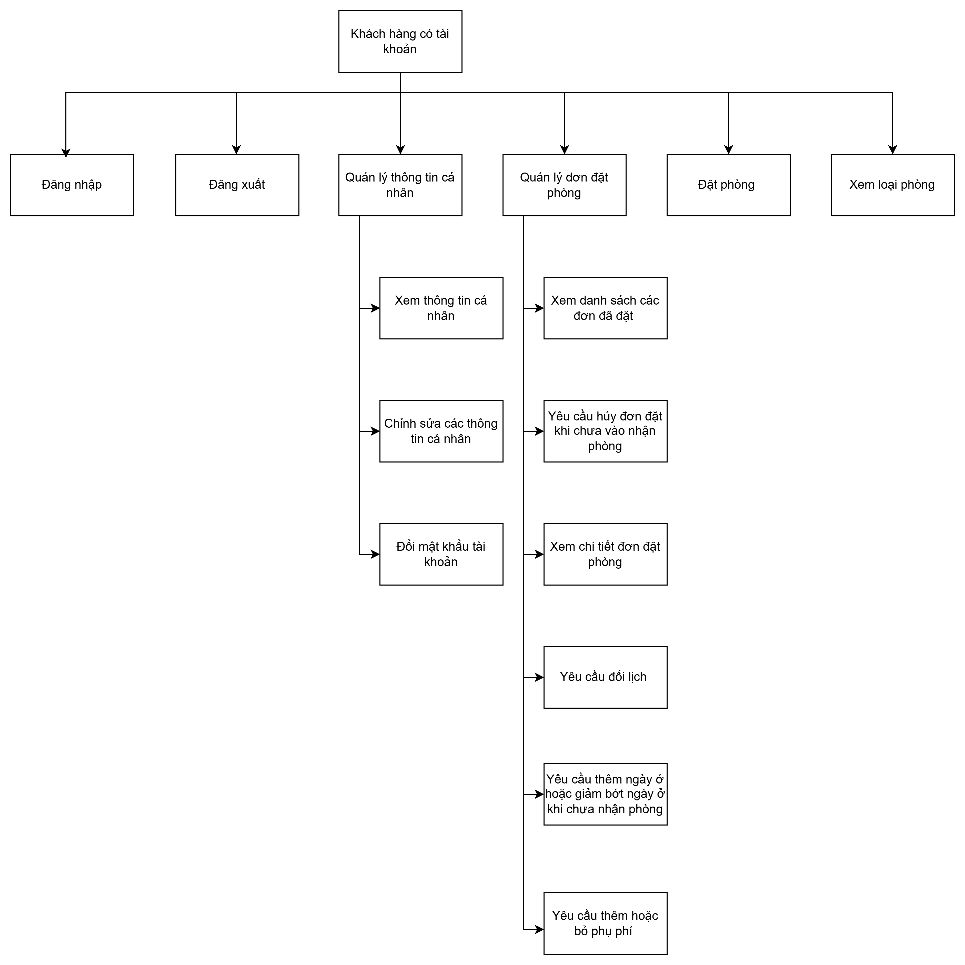 Khách hàng có tài
khoản
Đăng nhập
Đăng xuất
Quản lý thông tin cá
nhân
Quản lý dơn đặt
phòng
Đặt phòng
Xem loại phòng
Xem thông tin cá
nhân
Xem danh sách các
đơn đã đặt
Chỉnh sửa các thông
tin cá nhân
Yêu cầu hủy đơn đặt
khi chưa vào nhận
phòng
Đổi mật khẩu tài
khoản
Xem chi tiết đơn đặt
phòng
Yêu cầu đổi lịch
Yêu cầu thêm ngày ở
hoặc giảm bớt ngày ở
khi chưa nhận phòng
Yêu cầu thêm hoặc
bỏ phụ phí